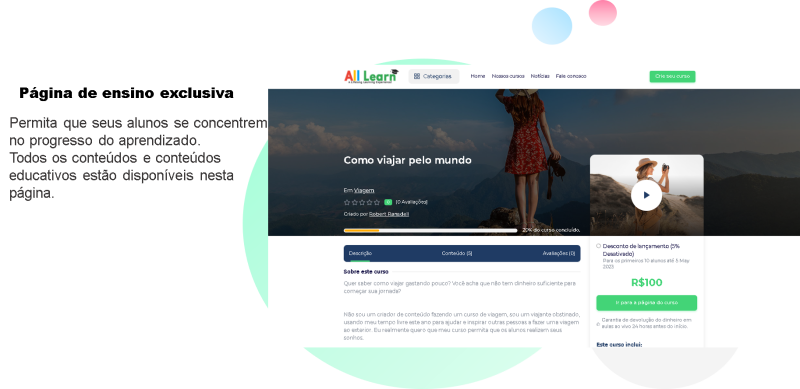 Página de ensino exclusiva
Permita que seus alunos se concentrem
no progresso do aprendizado.
Todos os conteúdos e conteúdos
educativos estão disponíveis nesta
página.
All Learn
Categorias
Home
Nossos cursos
Notícias
Fale conosco
Crie seu curso
Como viajar pelo mundo
Em Viagem
(0 Avaliações)
Criado por Robert Ransdell
20% do curso concluído.
Descrição
Conteúdo (5)
Avaliações (0)
Sobre este curso
Quer saber como viajar gastando pouco? Você acha que não tem dinheiro suficiente para
começar sua jornada?
Não sou um criador de conteúdo fazendo um curso de viagem, sou um viajante obstinado,
usando meu tempo livre este ano para ajudar e inspirar outras pessoas a fazer uma viagem
ao exterior. Eu realmente quero que meu curso permita que os alunos realizem seus
sonhos.
Desconto de lançamento (5%
Desativado)
Para os primeiros 10 alunos até 5 May
2023
R$100
Ir para a página do curso
Garantia de devolução do dinheiro em
aulas ao vivo 24 horas antes do início.
Este curso inclui: